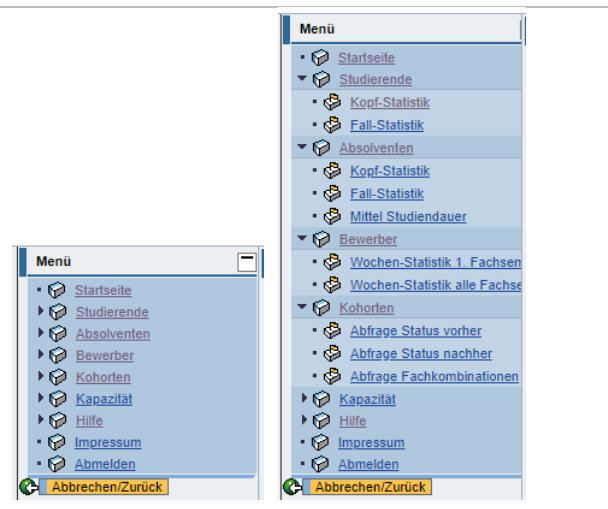 Menü
Startseite
Studierende
Absolventen
Bewerber
Kohorten
Kapazität
Hilfe
Impressum
Abmelden
Abbrechen/Zurück
Menü
Startseite
Studierende
Kopf-Statistik
Fall-Statistik
Absolventen
Kopf-Statistik
Fall-Statistik
Mittel Studiendauer
Bewerber
Wochen-Statistik 1. Fachsem
Wochen-Statistik alle Fachse
Kohorten
Abfrage Status vorher
Abfrage Status nachher
Abfrage Fachkombinationen
Kapazität
Hilfe
Impressum
Abmelden
Abbrechen/Zurück